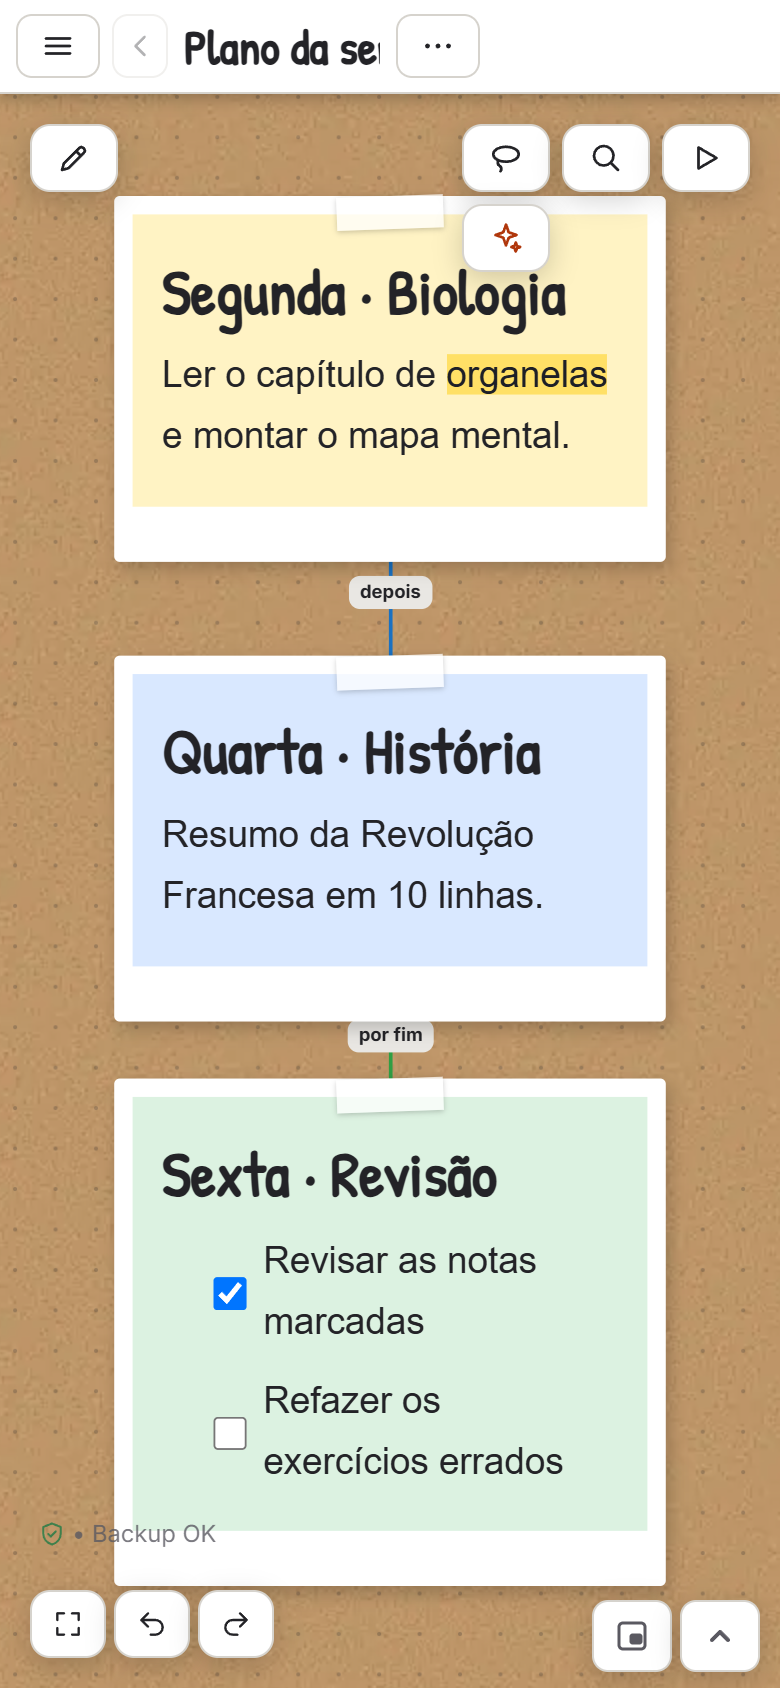 Plano da se
Segunda · Biologia
Ler o capítulo de organelas
e montar o mapa mental.
depois
Quarta · História
Resumo da Revolução
Francesa em 10 linhas.
por fim
Sexta · Revisão
Revisar as notas
marcadas
Refazer os
exercícios errados
• Backup OK